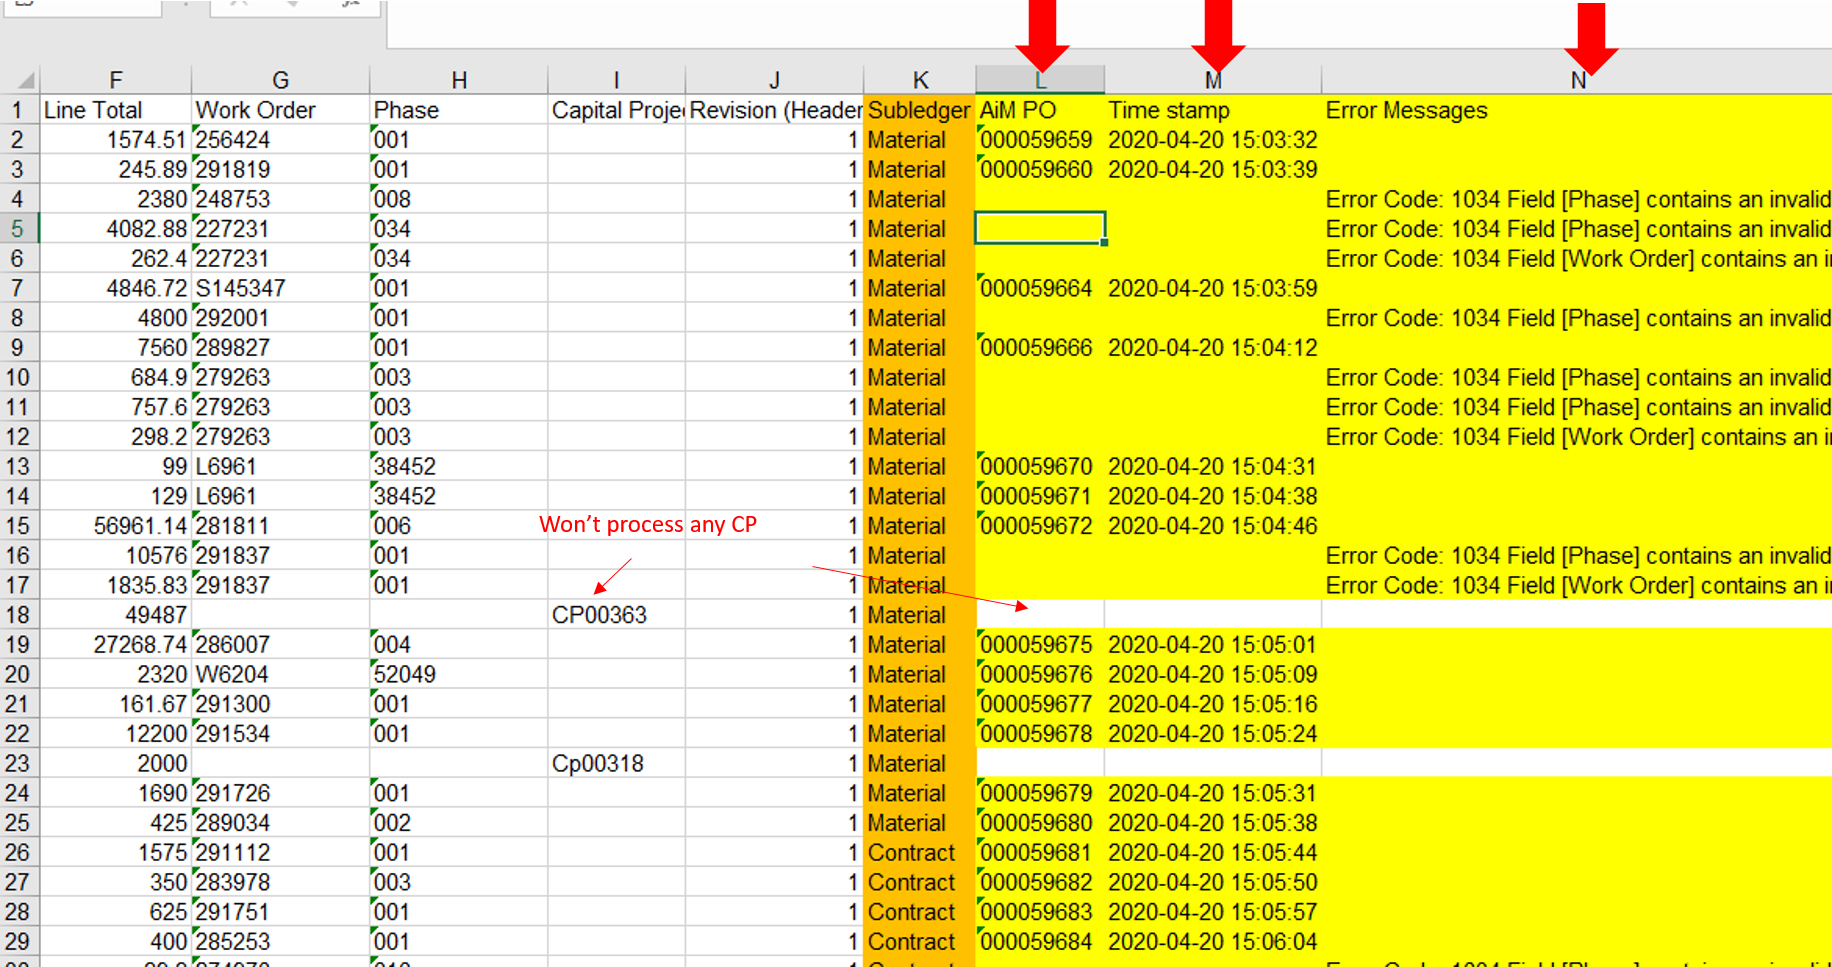 F G H I J K L M N
1 Line Total Work Order Phase Capital Proje Revision (Header Subledger AiM PO Time stamp Error Messages
2 1574.51 256424 001 1 Material 000059659 2020-04-20 15:03:32
3 245.89 291819 001 1 Material 000059660 2020-04-20 15:03:39
4 2380 248753 008 1 Material Error Code: 1034 Field [Phase] contains an invalid
5 4082.88 227231 034 1 Material Error Code: 1034 Field [Phase] contains an invalid
6 262.4 227231 034 1 Material Error Code: 1034 Field [Work Order] contains an i
7 4846.72 S145347 001 1 Material 000059664 2020-04-20 15:03:59
8 4800 292001 001 1 Material Error Code: 1034 Field [Phase] contains an invalid
9 7560 289827 001 1 Material 000059666 2020-04-20 15:04:12
10 684.9 279263 003 1 Material Error Code: 1034 Field [Phase] contains an invalid
11 757.6 279263 003 1 Material Error Code: 1034 Field [Phase] contains an invalid
12 298.2 279263 003 1 Material Error Code: 1034 Field [Work Order] contains an i
13 99 L6961 38452 1 Material 000059670 2020-04-20 15:04:31
14 129 L6961 38452 1 Material 000059671 2020-04-20 15:04:38
15 56961.14 281811 006 Won't process any CP 1 Material 000059672 2020-04-20 15:04:46
16 10576 291837 001 1 Material Error Code: 1034 Field [Phase] contains an invalid
17 1835.83 291837 001 1 Material Error Code: 1034 Field [Work Order] contains an i
18 49487 CP00363 1 Material
19 27268.74 286007 004 1 Material 000059675 2020-04-20 15:05:01
20 2320 W6204 52049 1 Material 000059676 2020-04-20 15:05:09
21 161.67 291300 001 1 Material 000059677 2020-04-20 15:05:16
22 12200 291534 001 1 Material 000059678 2020-04-20 15:05:24
23 2000 Cp00318 1 Material
24 1690 291726 001 1 Material 000059679 2020-04-20 15:05:31
25 425 289034 002 1 Material 000059680 2020-04-20 15:05:38
26 1575 291112 001 1 Contract 000059681 2020-04-20 15:05:44
27 350 283978 003 1 Contract 000059682 2020-04-20 15:05:50
28 625 291751 001 1 Contract 000059683 2020-04-20 15:05:57
29 400 285253 001 1 Contract 000059684 2020-04-20 15:06:04